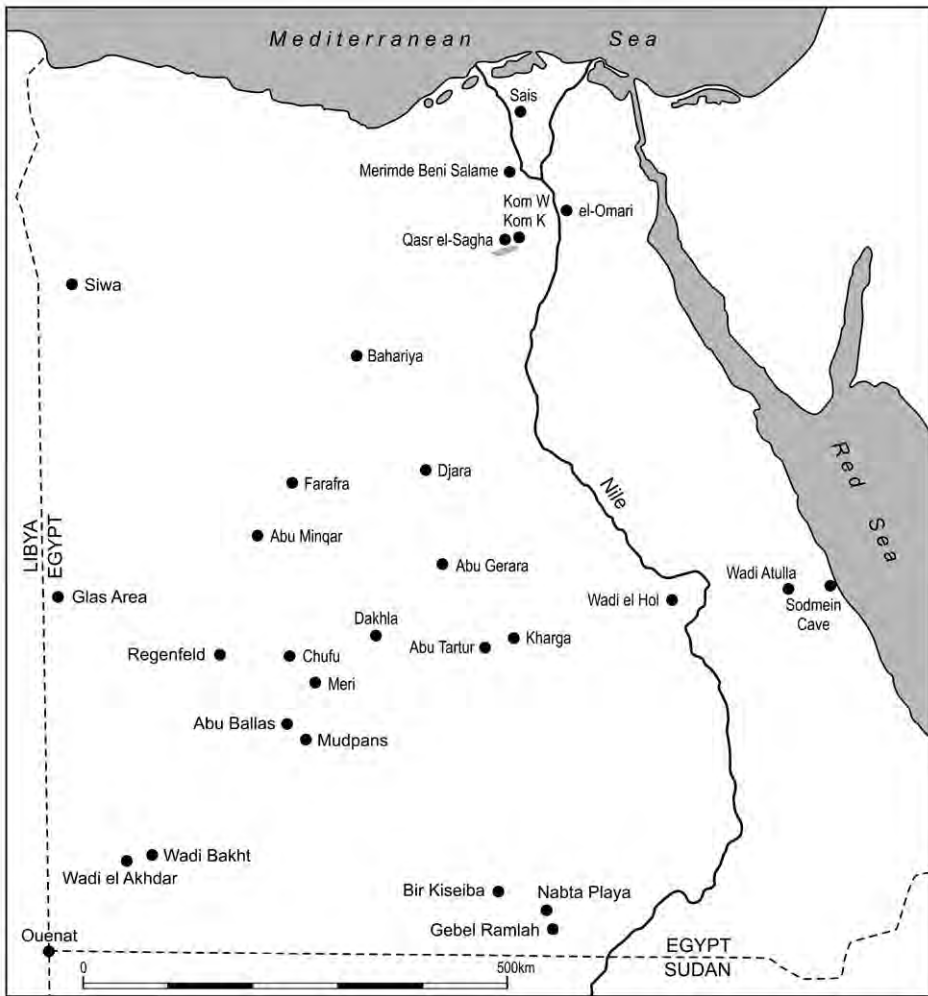 Mediterranean Sea
Sais
Merimde Beni Salame
Kom W
Kom K
el-Omari
Qasr el-Sagha
Siwa
Bahariya
Djara
Farafra
Nile
Red Sea
Abu Minqar
LIBYA
EGYPT
Abu Gerara
Wadi Atulla
Glas Area
Wadi el Hol
Sodmein
Cave
Dakhla
Kharga
Abu Tartur
Regenfeld
Chufu
Meri
Abu Ballas
Mudpans
Wadi Bakht
Wadi el Akhdar
Bir Kiseiba
Nabta Playa
Gebel Ramlah
Ouenat
EGYPT
SUDAN
0 500km